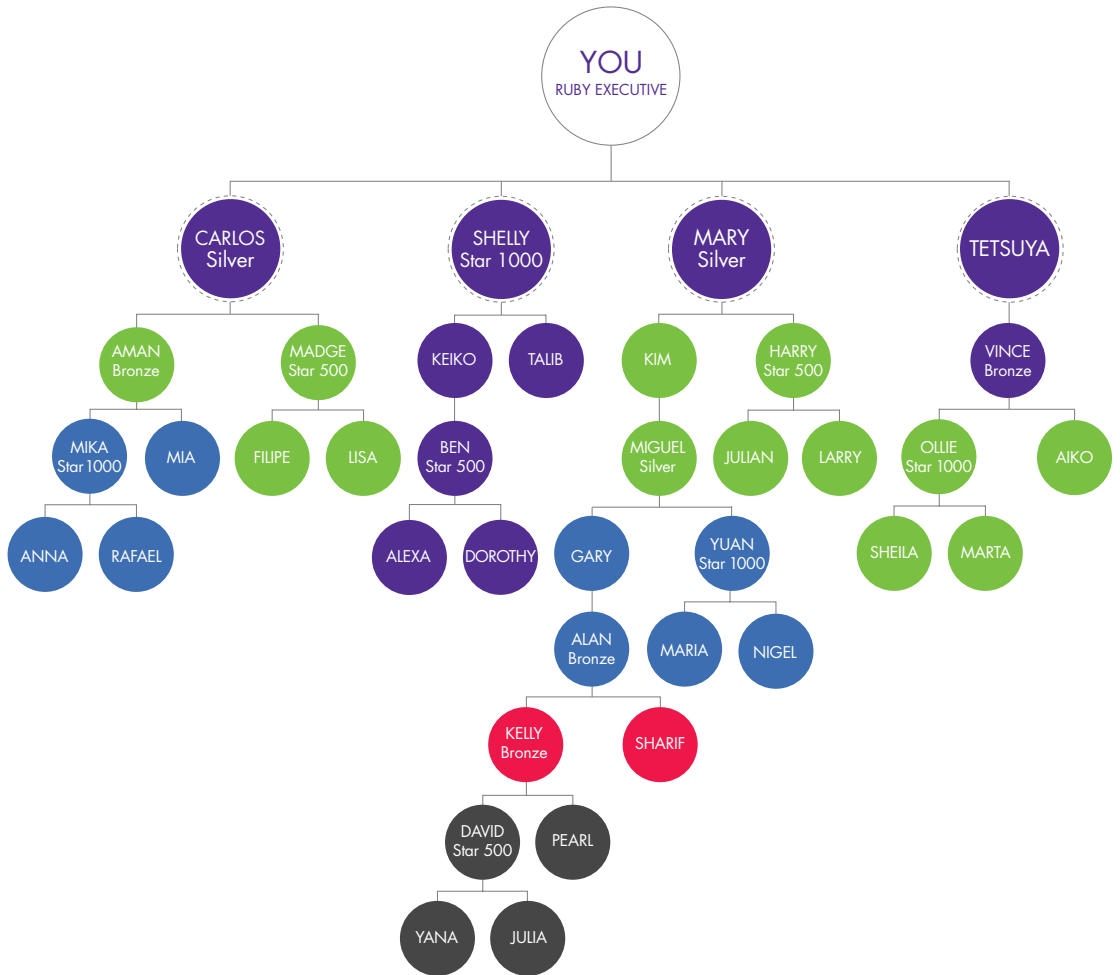 YOU
RUBY EXECUTIVE
CARLOS
Silver
SHELLY
Star 1000
MARY
Silver
TETSUYA
AMAN
Bronze
MADGE
Star 500
KEIKO
TALIB
KIM
HARRY
Star 500
VINCE
Bronze
MIKA
Star 1000
MIA
FILIPE
LISA
BEN
Star 500
MIGUEL
Silver
JULIAN
LARRY
OLLIE
Star 1000
AIKO
ANNA
RAFAEL
ALEXA
DOROTHY
GARY
YUAN
Star 1000
SHEILA
MARTA
ALAN
Bronze
MARIA
NIGEL
KELLY
Bronze
SHARIF
DAVID
Star 500
PEARL
YANA
JULIA